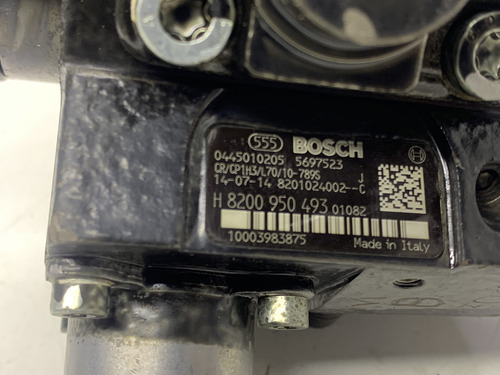 555 BOSCH
0445010205 5697523
CR/CP1H3/L70/10-789S J
14-07-14 8201024002--C
H 8200 950 493 01082
10003983875 Made in Italy